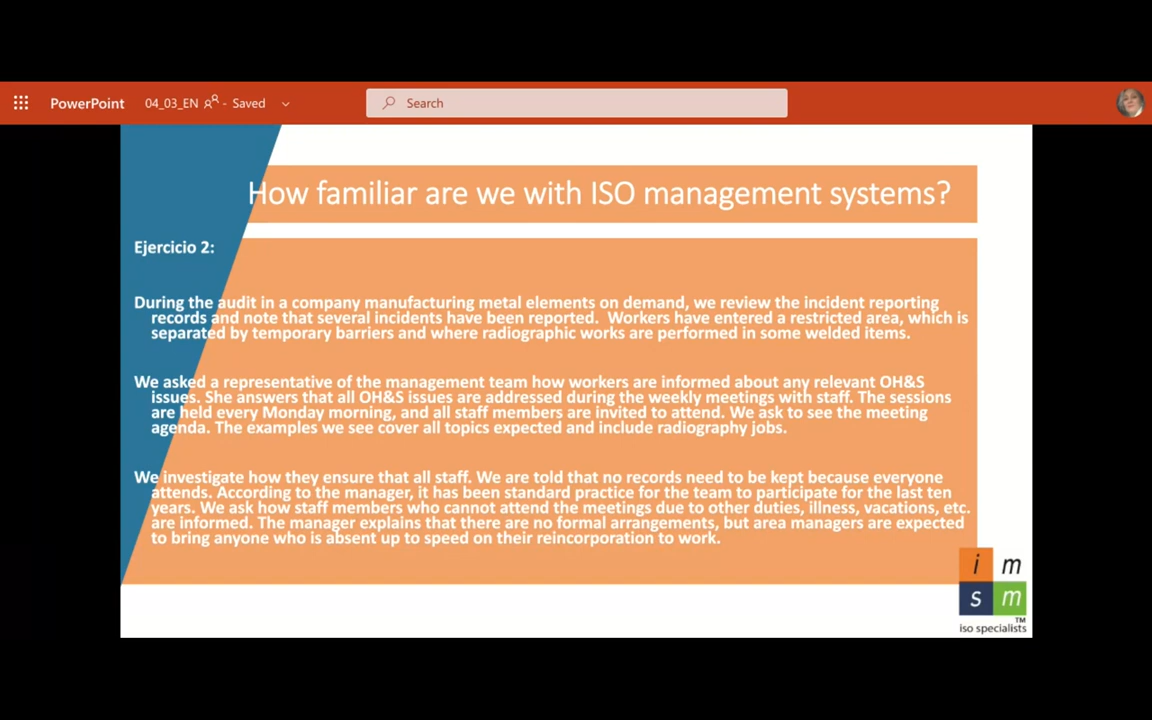 PowerPoint 04_03_EN - Saved Search
How familiar are we with ISO management systems?
Ejercicio 2:
During the audit in a company manufacturing metal elements on demand, we review the incident reporting
records and note that several incidents have been reported. Workers have entered a restricted area, which is
separated by temporary barriers and where radiographic works are performed in some welded items.
We asked a representative of the management team how workers are informed about any relevant OH&S
issues. She answers that all OH&S issues are addressed during the weekly meetings with staff. The sessions
are held every Monday morning, and all staff members are invited to attend. We ask to see the meeting
agenda. The examples we see cover all topics expected and include radiography jobs.
We investigate how they ensure that all staff. We are told that no records need to be kept because everyone
attends. According to the manager, it has been standard practice for the team to participate for the last ten
years. We ask how staff members who cannot attend the meetings due to other duties, illness, vacations, etc.
are informed. The manager explains that there are no formal arrangements, but area managers are expected
to bring anyone who is absent up to speed on their reincorporation to work.
i m
s m
TM
iso specialists